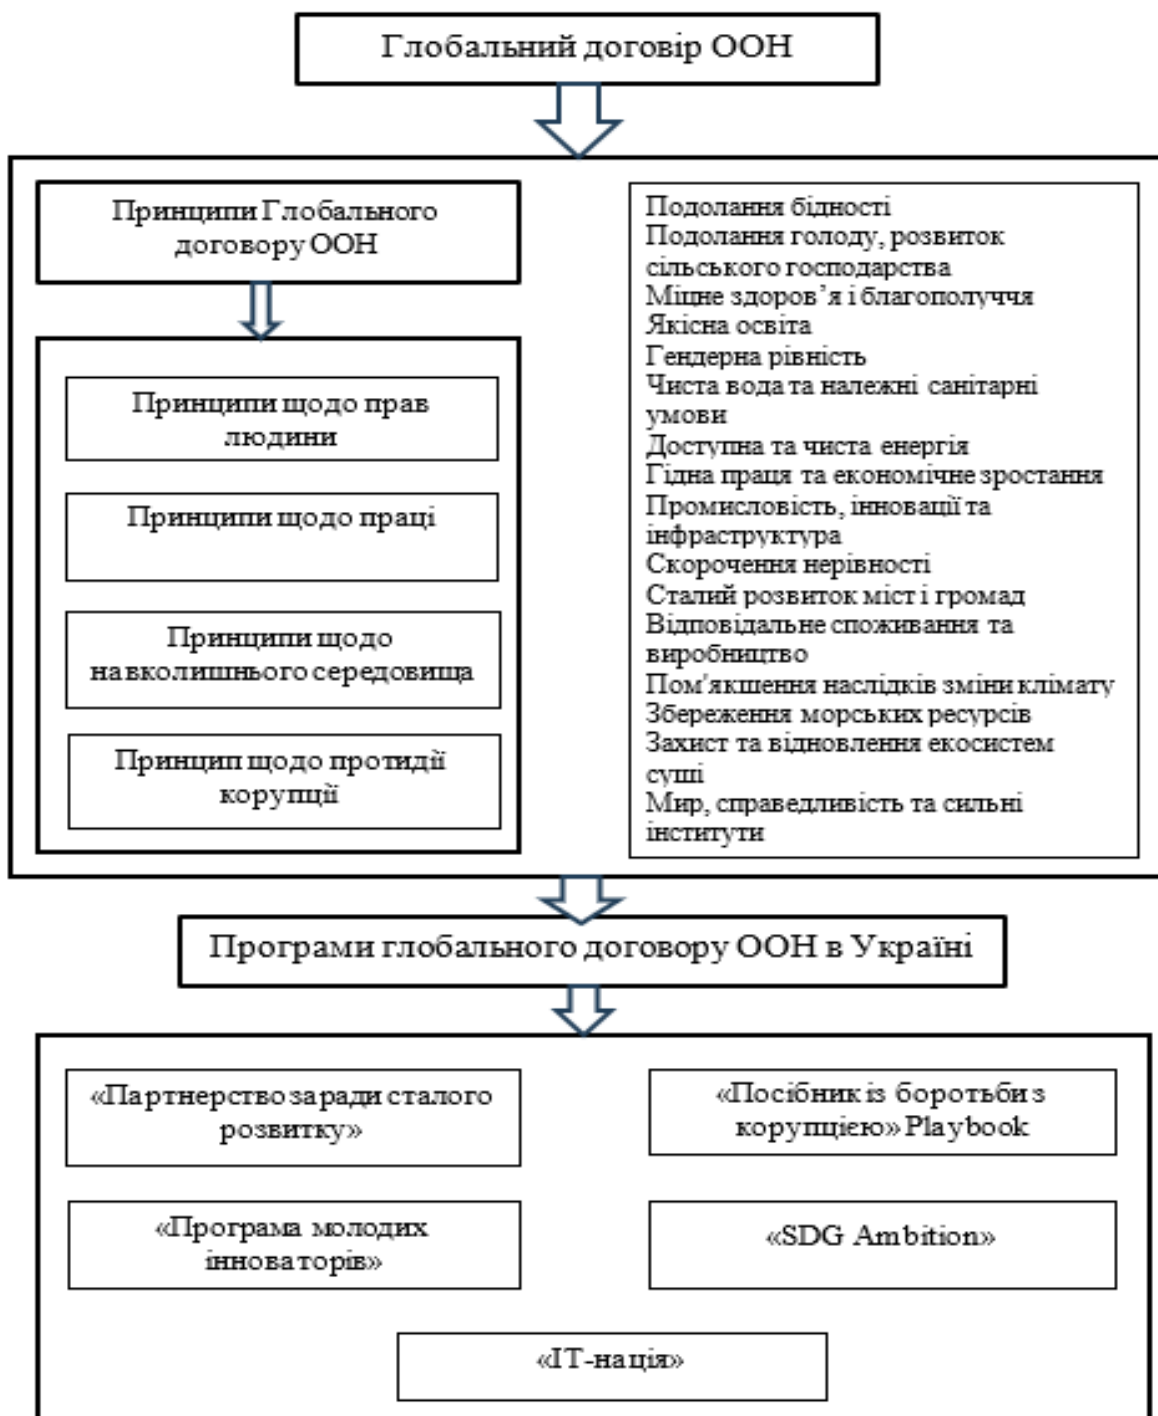 Глобальний договір ООН
Принципи Глобального
договору ООН
Принципи щодо прав
людини
Принципи щодо праці
Принципи щодо
навколишнього середовища
Принцип щодо протидії
корупції
Подолання бідності
Подолання голоду, розвиток
сільського господарства
Міцне здоров’я і благополуччя
Якісна освіта
Гендерна рівність
Чиста вода та належні санітарні
умови
Доступна та чиста енергія
Гідна праця та економічне зростання
Промисловість, інновації та
інфраструктура
Скорочення нерівності
Сталий розвиток міст і громад
Відповідальне споживання та
виробництво
Пом'якшення наслідків зміни клімату
Збереження морських ресурсів
Захист та відновлення екосистем
суші
Мир, справедливість та сильні
інститути
Програми глобального договору ООН в Україні
«Партнерство заради сталого
розвитку»
«Посібник із боротьби з
корупцією» Playbook
«Програма молодих
інноваторів»
«SDG Ambition»
«ІТ-нація»